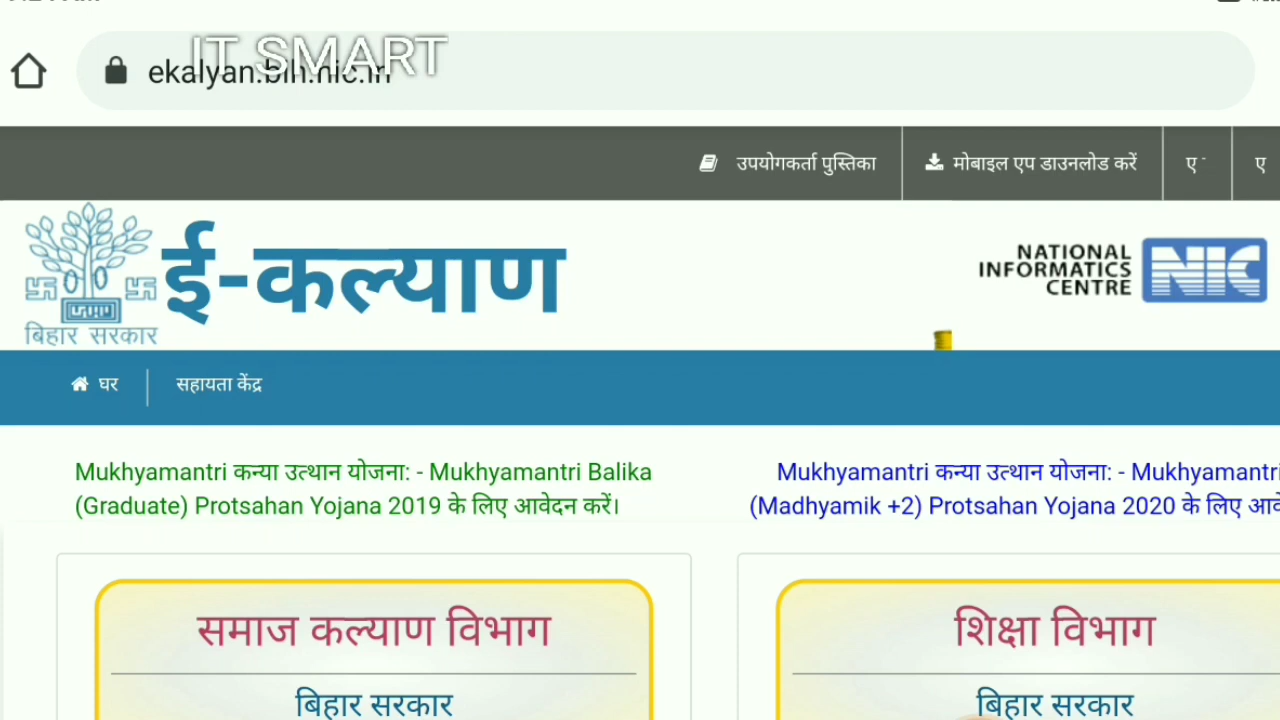 IT SMART
ekalyan.bih.nic.in
उपयोगकर्ता पुस्तिका
मोबाइल एप डाउनलोड करें
ए-
ए
बिहार सरकार
ई-कल्याण
NATIONAL
INFORMATICS
CENTRE
NIC
घर
सहायता केंद्र
Mukhyamantri कन्या उत्थान योजना: - Mukhyamantri Balika
(Graduate) Protsahan Yojana 2019 के लिए आवेदन करें।
Mukhyamantri कन्या उत्थान योजना: - Mukhyamantri
(Madhyamik +2) Protsahan Yojana 2020 के लिए
समाज कल्याण विभाग
बिहार सरकार
शिक्षा विभाग
बिहार सरकार